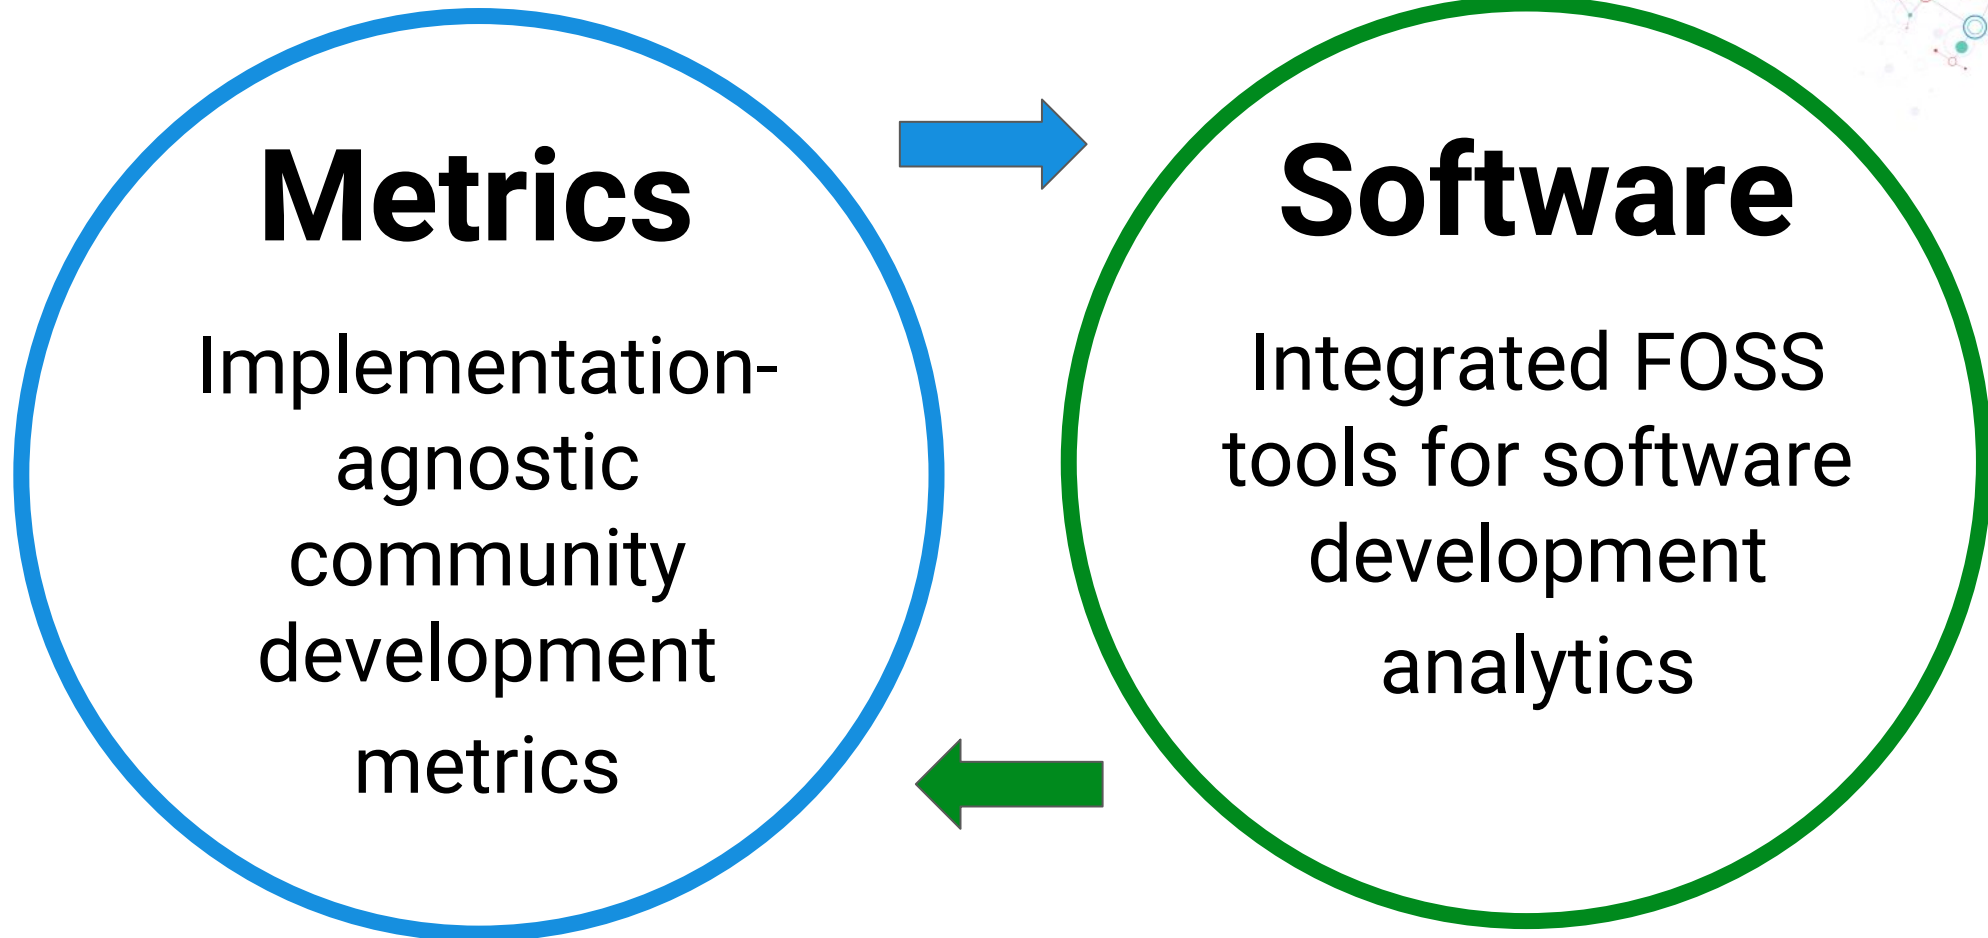 Metrics
Implementation-
agnostic
community
development
metrics
Software
Integrated FOSS
tools for software
development
analytics